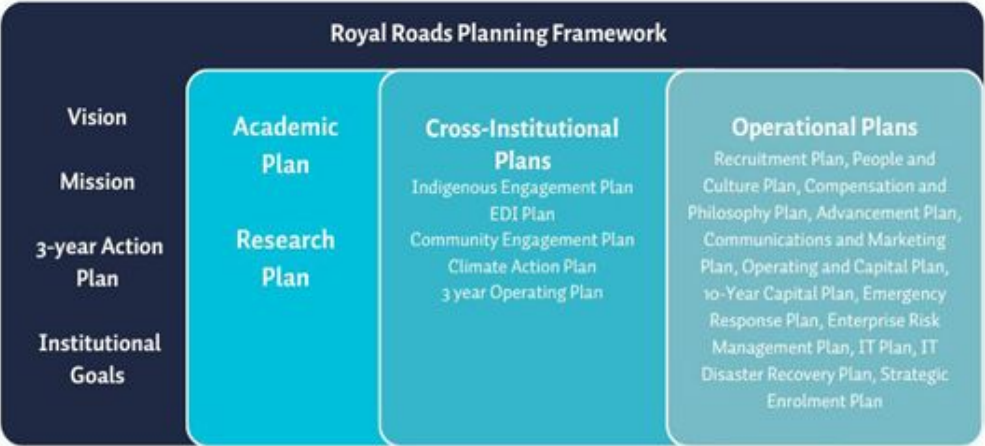 Royal Roads Planning Framework
Vision
Mission
3-year Action
Plan
Institutional
Goals
Academic
Plan
Research
Plan
Cross-Institutional
Plans
Indigenous Engagement Plan
EDI Plan
Community Engagement Plan
Climate Action Plan
3 year Operating Plan
Operational Plans
Recruitment Plan, People and
Culture Plan, Compensation and
Philosophy Plan, Advancement Plan,
Communications and Marketing
Plan, Operating and Capital Plan,
10-Year Capital Plan, Emergency
Response Plan, Enterprise Risk
Management Plan, IT Plan, IT
Disaster Recovery Plan, Strategic
Enrolment Plan